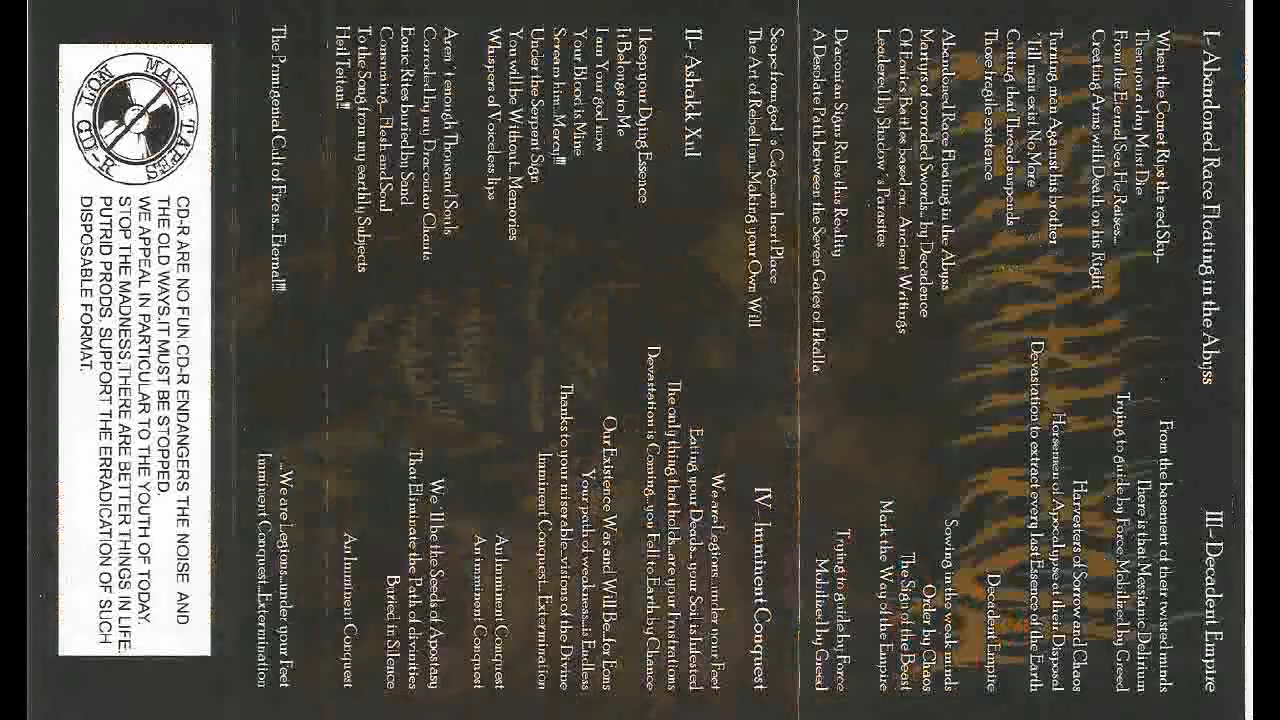 I- Abandoned Race Floating in the Abyss
When the Comet Rips the red Sky...
Then upon a day Must Die
From the Eternal Sea He Raises...
Creating Arms with Death on his Right
Turning man Against his brother
Till man exist No More
Cutting that Thread suspends
Those fragile existence
Abandoned Race Floating in the Abyss
Martyrs of corroded Swords.. by Decadence
Of Eonics Battles based on.. Ancient Writings
Leadered by Shadow's Parasites
Draconian Sign Rules this Reality
A Desolate Path between the Seven Gates of Irkalla
Scape from god's Cage, an Inert Place
The Art of Rebellion.. Making your Own Will
II- Ashakk Xul
I keep your Dying Essence
It Belongs to Me
I am Your god now
Your Blood is Mine
Scream him... Mercy!!!
Under the Serpent Sign
You will be Without.. Memories
Whisper of Voiceless lips
Aren't enough Thousand Souls
Corroded by my Draconian Chants
Eonic Rites buried by Sand
Consuming.. Flesh and Soul
To the Song from my earthly Subjects
Heil Teitan!!!
The Primigenial Cult of Fire is... Eternal!!!
III- Decadent Empire
From the basement of their twisted minds
There is that Messianic Delirium
Trying to guide by Force, Mobilized by Greed
Harvesters of Sorrow and Chaos
Horsemen of Apocalypse at their Disposal
Devastation to extract every last Essence of the Earth
Decadent Empire
Sowing in the weak minds
Order by Chaos
The Sign of the Beast
Mark the Way of the Empire
Trying to guide by Force
Mobilized by Greed
IV- Imminent Conquest
We are legions...under your Feet
Eating your Deads.. your Soil is Infested
The only thing that holds..are your Frustrations
Devastation is Coming...you Fell to Earth by Chance
Our Existence Was and Will Be..for Eons
Your path of weakness...is Endless
Thanks to your miserable visions of the Divine
Imminent Conquest... Extermination
An Imminent Conquest
An Imminent Conquest
We'll be the Seeds of Apostasy
That Eliminate the Path of divinities
Buried in Silence
An Imminent Conquest
...We are Legions...under your Feet
Imminent Conquest...Extermination
MAKE TAPES
NOT CD-R
CD-R ARE NO FUN.CD-R ENDANGERS THE NOISE AND
THE OLD WAYS.IT MUST BE STOPPED.
WE APPEAL IN PARTICULAR TO THE YOUTH OF TODAY.
STOP THE MADNESS,THERE ARE BETTER THINGS IN LIFE.
PUTRID PRODS. SUPPORT THE ERRADICATION OF SUCH
DISPOSABLE FORMAT.